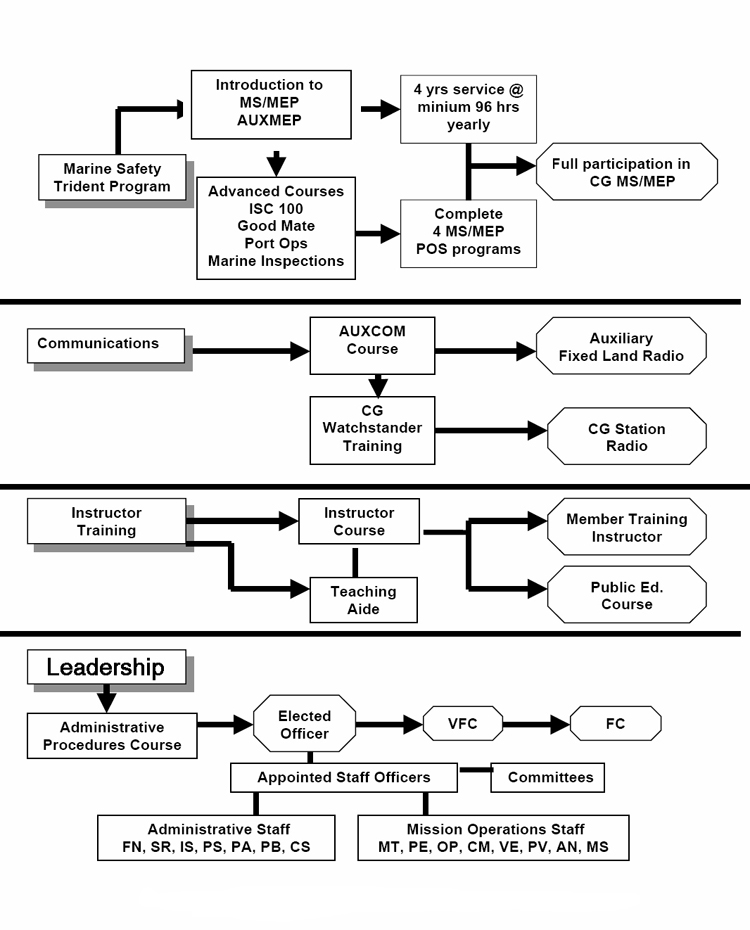 Introduction to
MS/MEP
AUXMEP
4 yrs service @
minium 96 hrs
yearly
Marine Safety
Trident Program
Full participation in
CG MS/MEP
Advanced Courses
ISC 100
Good Mate
Port Ops
Marine Inspections
Complete
4 MS/MEP
POS programs
Communications
AUXCOM
Course
Auxiliary
Fixed Land Radio
CG
Watchstander
Training
CG Station
Radio
Instructor
Training
Instructor
Course
Member Training
Instructor
Teaching
Aide
Public Ed.
Course
Leadership
Administrative
Procedures Course
Elected
Officer
VFC
FC
Appointed Staff Officers
Committees
Administrative Staff
FN, SR, IS, PS, PA, PB, CS
Mission Operations Staff
MT, PE, OP, CM, VE, PV, AN, MS